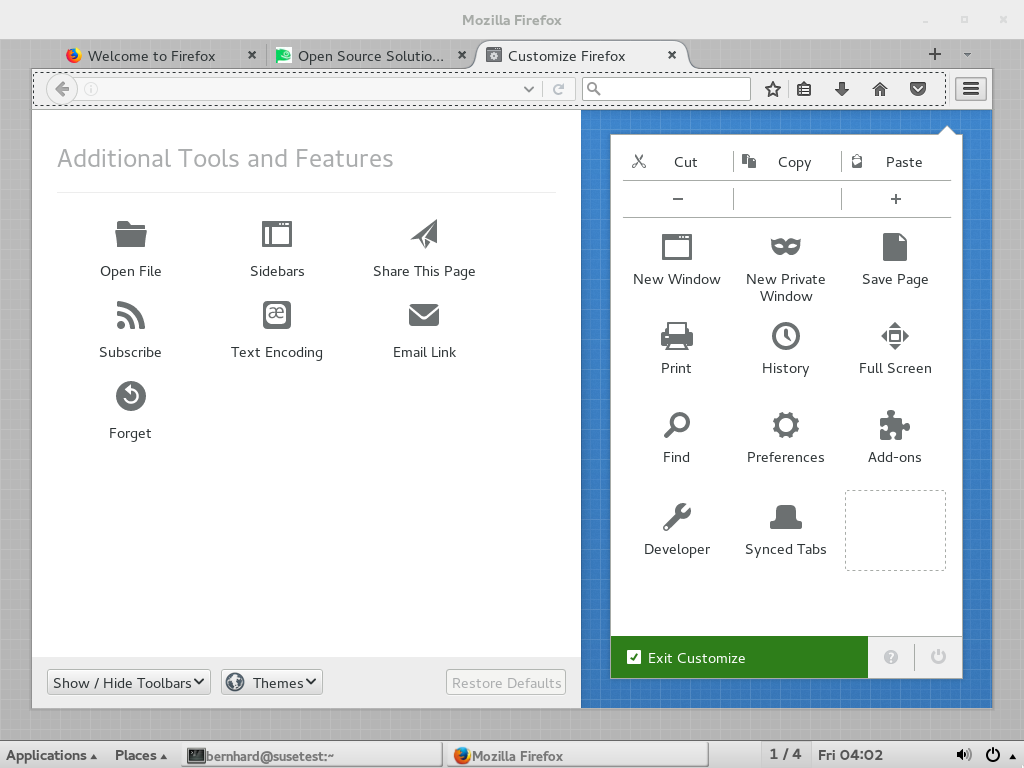 Mozilla Firefox
Welcome to Firefox
Open Source Solutio...
Customize Firefox
Additional Tools and Features
Open File
Sidebars
Share This Page
Subscribe
Text Encoding
Email Link
Forget
Cut
Copy
Paste
− +
New Window
New Private
Window
Save Page
Print
History
Full Screen
Find
Preferences
Add-ons
Developer
Synced Tabs
Exit Customize
?
Show / Hide Toolbars
Themes
Restore Defaults
Applications
Places
bernhard@susetest:~
Mozilla Firefox
1 / 4
Fri 04:02